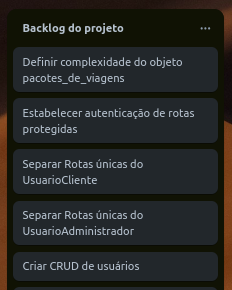 Backlog do projeto
Definir complexidade do objeto
pacotes_de_viagens
Estabelecer autenticação de rotas
protegidas
Separar Rotas únicas do
UsuarioCliente
Separar Rotas únicas do
UsuarioAdministrador
Criar CRUD de usuários